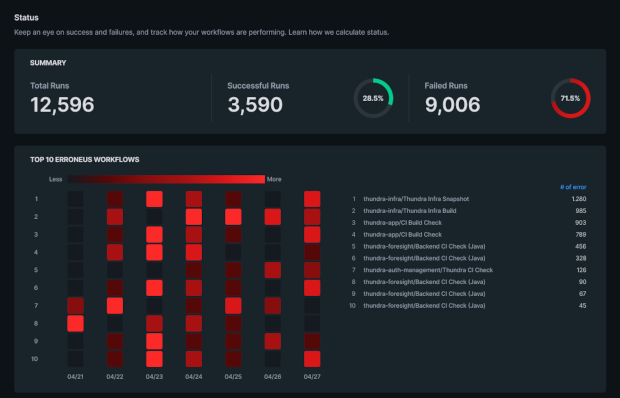 Status
Keep an eye on success and failures, and track how your workflows are performing. Learn how we calculate status.
SUMMARY
Total Runs
12,596
Successful Runs
3,590
28.5%
Failed Runs
9,006
71.5%
TOP 10 ERRONEUS WORKFLOWS
Less More
# of error
1 thundra-infra/Thundra Infra Snapshot 1.280
2 thundra-infra/Thundra Infra Build 985
3 thundra-app/CI Build Check 903
4 thundra-app/CI Build Check 789
5 thundra-foresight/Backend CI Check (Java) 456
6 thundra-foresight/Backend CI Check (Java) 328
7 thundra-auth-management/Thundra CI Check 126
8 thundra-foresight/Backend CI Check (Java) 90
9 thundra-foresight/Backend CI Check (Java) 67
10 thundra-foresight/Backend CI Check (Java) 45
1
2
3
4
5
6
7
8
9
10
04/21 04/22 04/23 04/24 04/25 04/26 04/27